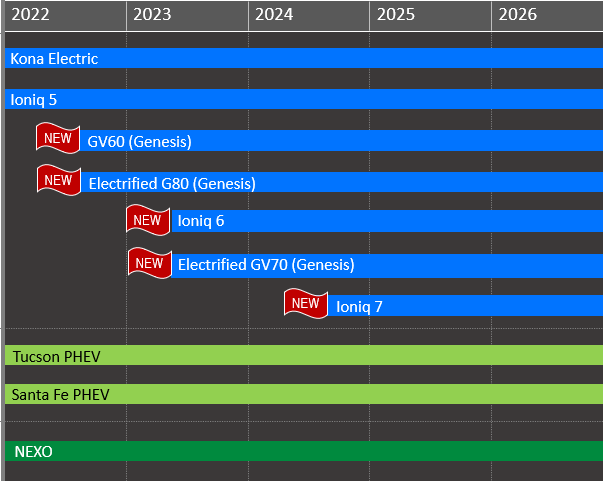 2022 2023 2024 2025 2026
Kona Electric
Ioniq 5
NEW GV60 (Genesis)
NEW Electrified G80 (Genesis)
NEW Ioniq 6
NEW Electrified GV70 (Genesis)
NEW Ioniq 7
Tucson PHEV
Santa Fe PHEV
NEXO